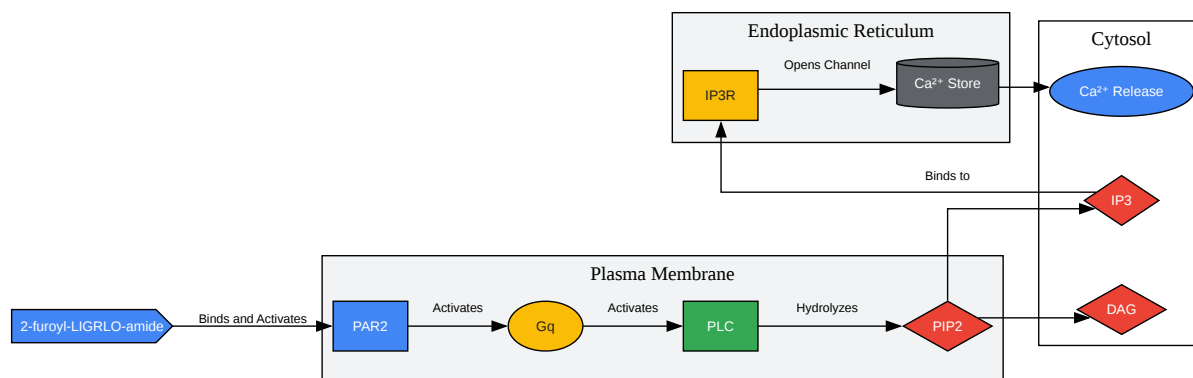 Endoplasmic Reticulum
Cytosol
Opens Channel
IP3R
Ca²⁺ Store
Ca²⁺ Release
Binds to
IP3
Plasma Membrane
2-furoyl-LIGRLO-amide
Binds and Activates
PAR2
Activates
Gq
Activates
PLC
Hydrolyzes
PIP2
DAG